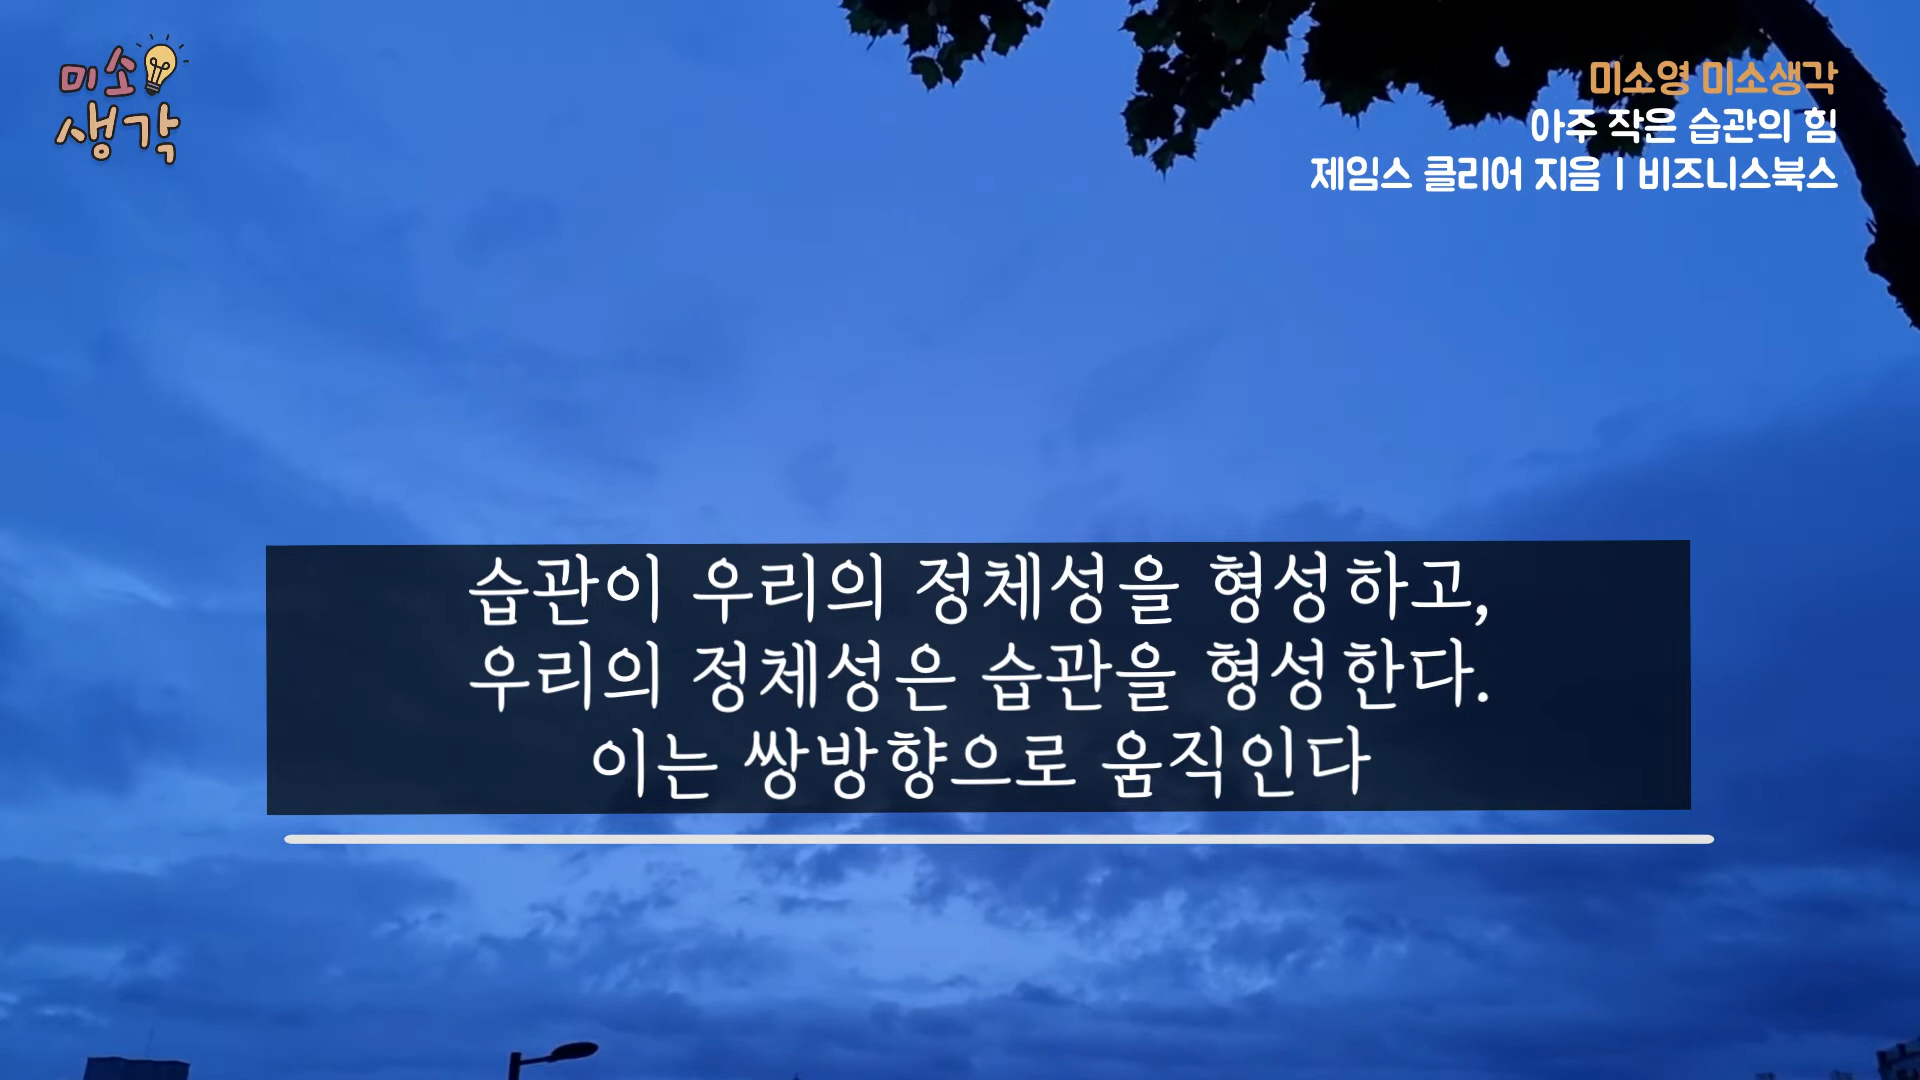 미소
생각
미소영 미소생각
아주 작은 습관의 힘
제임스 클리어 지음 | 비즈니스북스
습관이 우리의 정체성을 형성하고,
우리의 정체성은 습관을 형성한다.
이는 쌍방향으로 움직인다